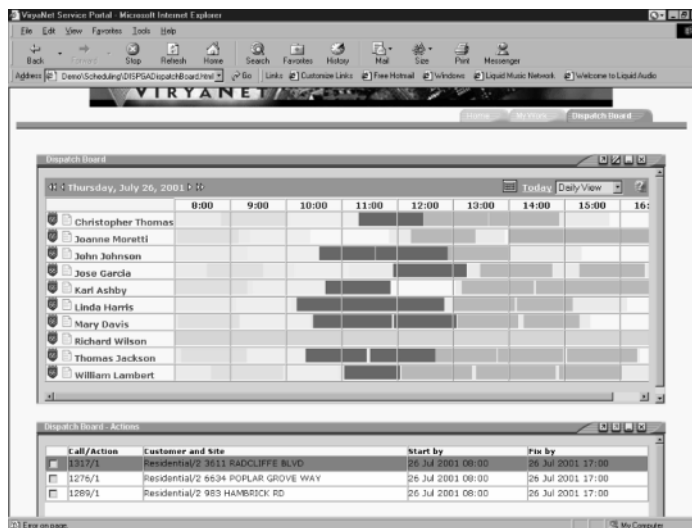 ViryaNet Service Portal - Microsoft Internet Explorer
File Edit View Favorites Tools Help
Back Forward Stop Refresh Home Search Favorites History Mail Size Print Messenger
Address Demo\Scheduling\DISPGADispatchBoard.html Go Links Customize Links Free Hotmail Windows Liquid Music Network Welcome to Liquid Audio
VIRYANET
Home My Work Dispatch Board
Dispatch Board
Thursday, July 26, 2001 Today Daily View
8:00 9:00 10:00 11:00 12:00 13:00 14:00 15:00 16:
Christopher Thomas
Joanne Moretti
John Johnson
Jose Garcia
Karl Ashby
Linda Harris
Mary Davis
Richard Wilson
Thomas Jackson
William Lambert
Dispatch Board - Actions
Call/Action Customer and Site Start by Fix by
1317/1 Residential/2 3611 RADCLIFFE BLVD 26 Jul 2001 08:00 26 Jul 2001 17:00
1276/1 Residential/2 6634 POPLAR GROVE WAY 26 Jul 2001 08:00 26 Jul 2001 17:00
1289/1 Residential/2 983 HAMBRICK RD 26 Jul 2001 08:00 26 Jul 2001 17:00
Error on page. My Computer